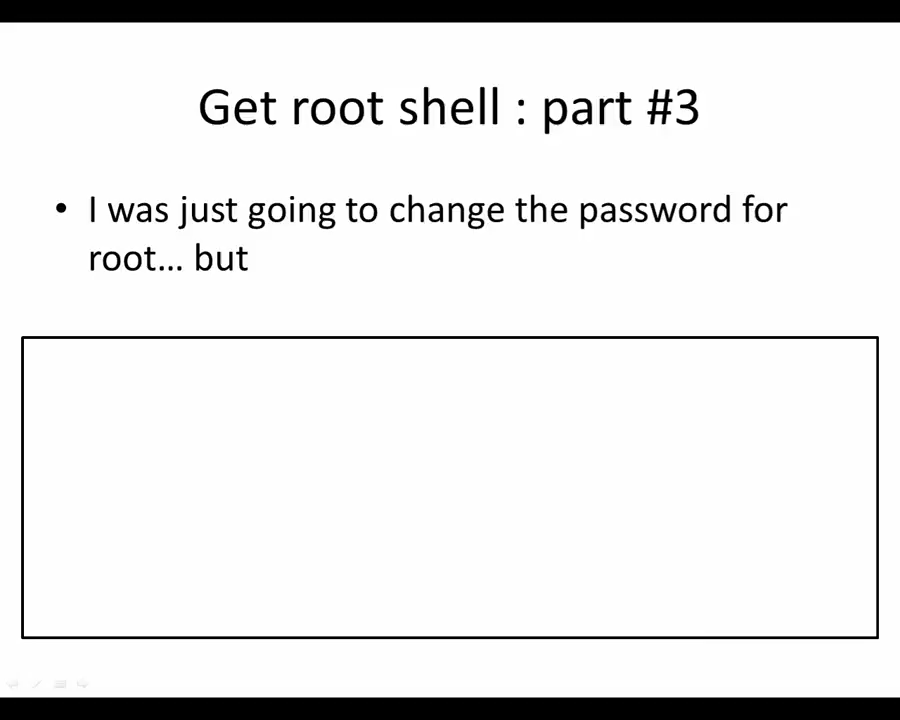 Get root shell : part #3
• I was just going to change the password for
root... but